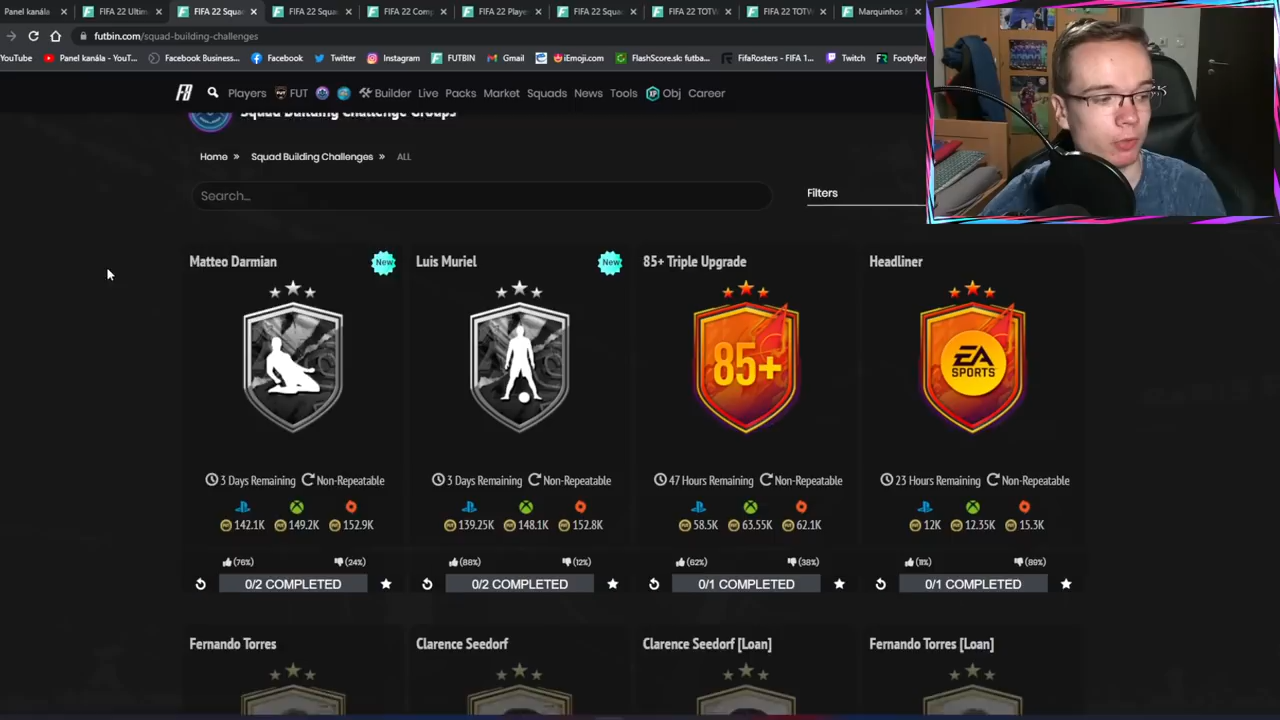 Panel kanála × FIFA 22 Ultim × FIFA 22 Squa × FIFA 22 Squa × FIFA 22 Com × FIFA 22 Playe × FIFA 22 Squa × FIFA 22 TOTW × FIFA 22 TOTW × Marquinhos
futbin.com/squad-building-challenges
YouTube Panel kanála - YouT... Facebook Business... Facebook Twitter Instagram FUTBIN Gmail eBay iEmoji.com FlashScore.sk: futba... FifaRosters - FIFA 1... Twitch FootyRen
FB Players FUT Builder Live Packs Market Squads News Tools Obj Career
Squad Building Challenge Groups
Home » Squad Building Challenges » ALL
Search... Filters
Matteo Darmian New Luis Muriel New 85+ Triple Upgrade Headliner
85+ EA SPORTS
3 Days Remaining Non-Repeatable 3 Days Remaining Non-Repeatable 47 Hours Remaining Non-Repeatable 23 Hours Remaining Non-Repeatable
142.1K 149.2K 152.9K 139.25K 148.1K 152.8K 58.5K 63.55K 62.1K 12K 12.35K 15.3K
(76%) (24%) (88%) (12%) (62%) (38%) (11%) (89%)
0/2 COMPLETED 0/2 COMPLETED 0/1 COMPLETED 0/1 COMPLETED
Fernando Torres Clarence Seedorf Clarence Seedorf [Loan] Fernando Torres [Loan]